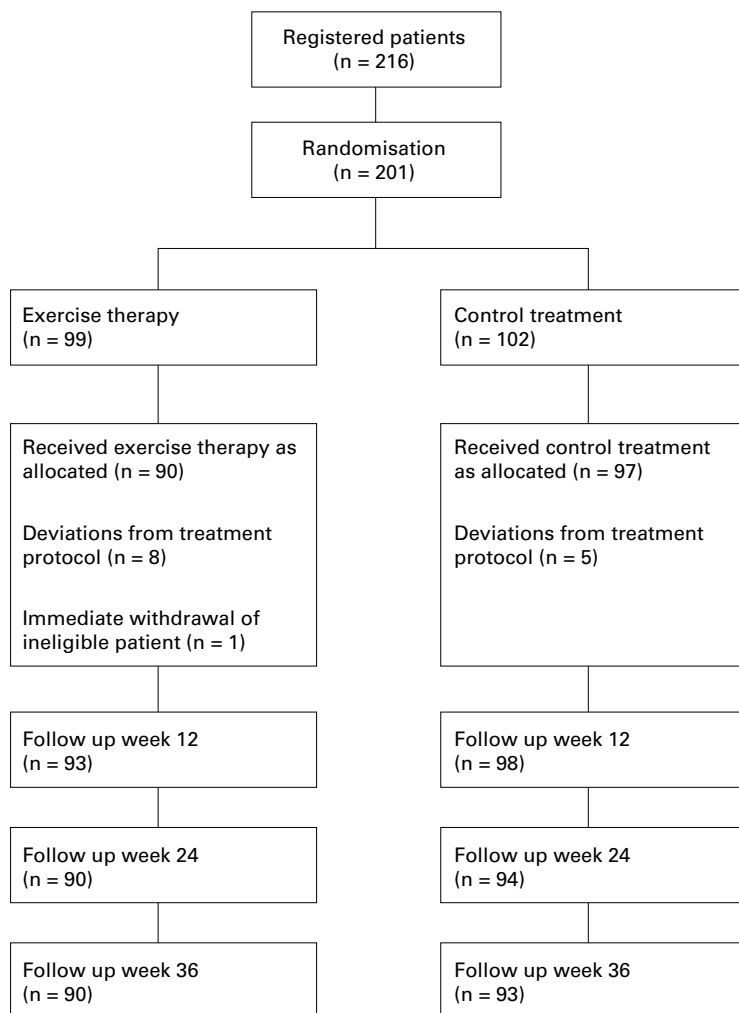 Registered patients
(n = 216)
Randomisation
(n = 201)
Exercise therapy
(n = 99)
Control treatment
(n = 102)
Received exercise therapy as
allocated (n = 90)
Deviations from treatment
protocol (n = 8)
Immediate withdrawal of
ineligible patient (n = 1)
Received control treatment
as allocated (n = 97)
Deviations from treatment
protocol (n = 5)
Follow up week 12
(n = 93)
Follow up week 12
(n = 98)
Follow up week 24
(n = 90)
Follow up week 24
(n = 94)
Follow up week 36
(n = 90)
Follow up week 36
(n = 93)